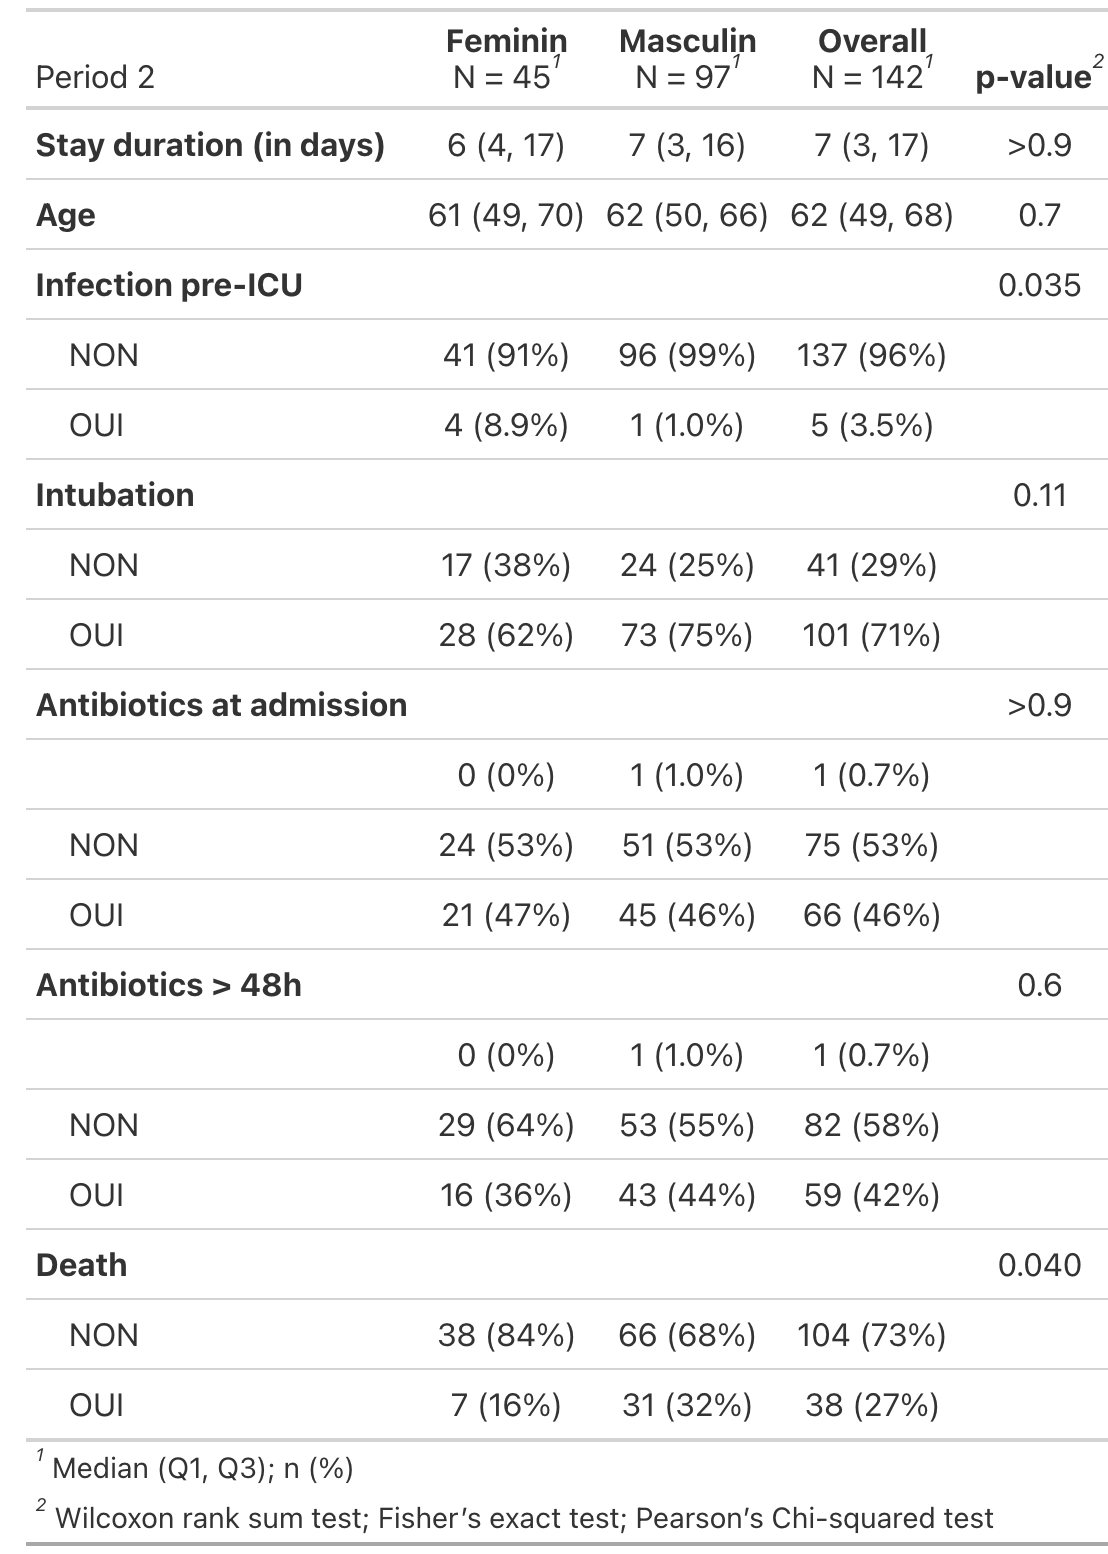 Period 2 Feminin N = 45¹ Masculin N = 97¹ Overall N = 142¹ p-value²
Stay duration (in days) 6 (4, 17) 7 (3, 16) 7 (3, 17) >0.9
Age 61 (49, 70) 62 (50, 66) 62 (49, 68) 0.7
Infection pre-ICU 0.035
NON 41 (91%) 96 (99%) 137 (96%)
OUI 4 (8.9%) 1 (1.0%) 5 (3.5%)
Intubation 0.11
NON 17 (38%) 24 (25%) 41 (29%)
OUI 28 (62%) 73 (75%) 101 (71%)
Antibiotics at admission >0.9
0 (0%) 1 (1.0%) 1 (0.7%)
NON 24 (53%) 51 (53%) 75 (53%)
OUI 21 (47%) 45 (46%) 66 (46%)
Antibiotics > 48h 0.6
0 (0%) 1 (1.0%) 1 (0.7%)
NON 29 (64%) 53 (55%) 82 (58%)
OUI 16 (36%) 43 (44%) 59 (42%)
Death 0.040
NON 38 (84%) 66 (68%) 104 (73%)
OUI 7 (16%) 31 (32%) 38 (27%)
¹ Median (Q1, Q3); n (%)
² Wilcoxon rank sum test; Fisher's exact test; Pearson's Chi-squared test